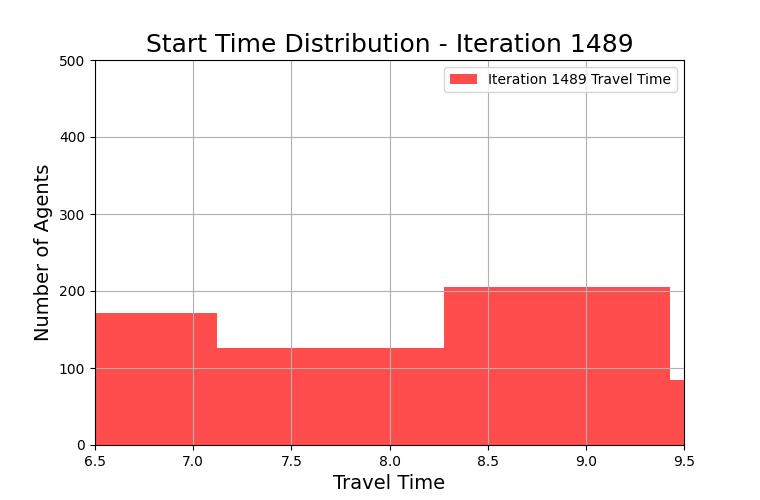 Start Time Distribution - Iteration 1489
Iteration 1489 Travel Time
Number of Agents
500
400
300
200
100
0
6.5 7.0 7.5 8.0 8.5 9.0 9.5
Travel Time